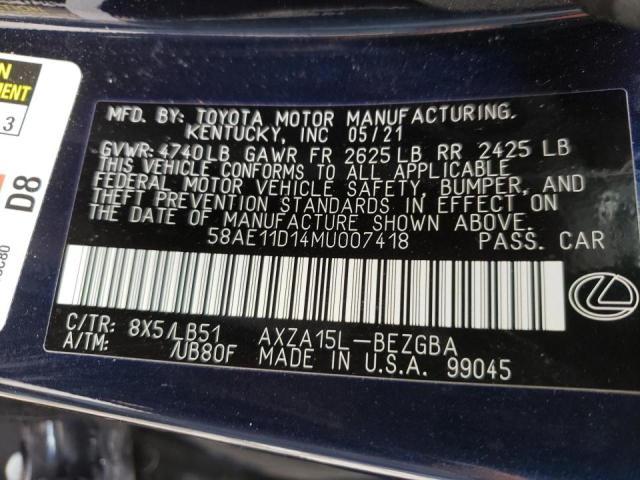 MFD. BY: TOYOTA MOTOR MANUFACTURING,
KENTUCKY, INC 05/21
GVWR: 4740LB GAWR FR 2625LB RR 2425 LB
THIS VEHICLE CONFORMS TO ALL APPLICABLE
FEDERAL MOTOR VEHICLE SAFETY, BUMPER, AND
THEFT PREVENTION STANDARDS IN EFFECT ON
THE DATE OF MANUFACTURE SHOWN ABOVE.
58AE11D14MU007418 PASS. CAR
C/TR: 8X5/LB51 AXZA15L-BEZGBA
A/TM: /UB80F MADE IN U.S.A. 99045
3
D8